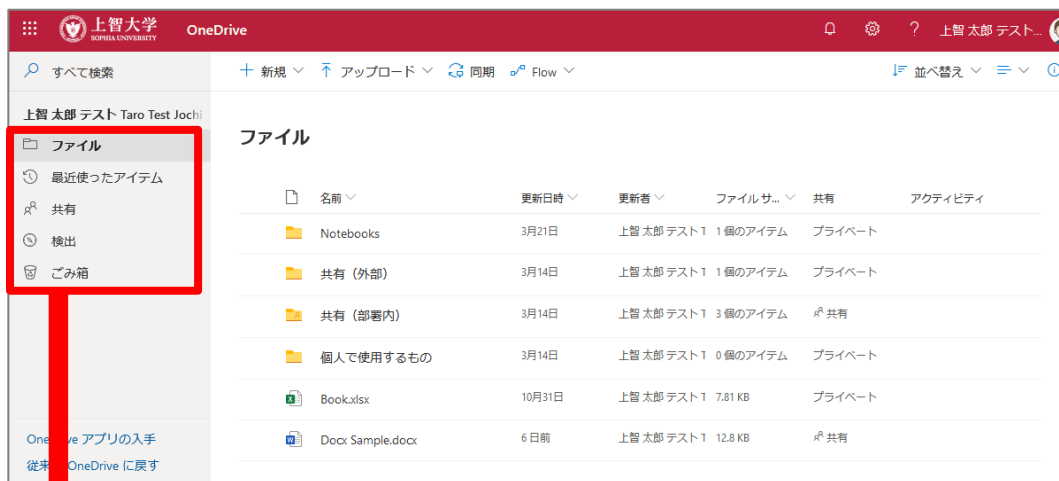 上智大学
SOPHIA UNIVERSITY
OneDrive
?
上智 太郎 テスト...
すべて検索
新規
アップロード
同期
Flow
並べ替え
上智 太郎 テスト Taro Test Jochi
ファイル
最近使ったアイテム
共有
検出
ごみ箱
OneDrive アプリの入手
OneDrive に戻す
ファイル
名前 更新日時 更新者 ファイル サ... 共有 アクティビティ
Notebooks 3月21日 上智 太郎 テスト T 1 個のアイテム プライベート
共有（外部） 3月14日 上智 太郎 テスト T 1 個のアイテム プライベート
共有（部署内） 3月14日 上智 太郎 テスト T 3 個のアイテム 共有
個人で使用するもの 3月14日 上智 太郎 テスト T 0 個のアイテム プライベート
Book.xlsx 10月31日 上智 太郎 テスト T 7.81 KB プライベート
Docx Sample.docx 6 日前 上智 太郎 テスト T 12.8 KB 共有